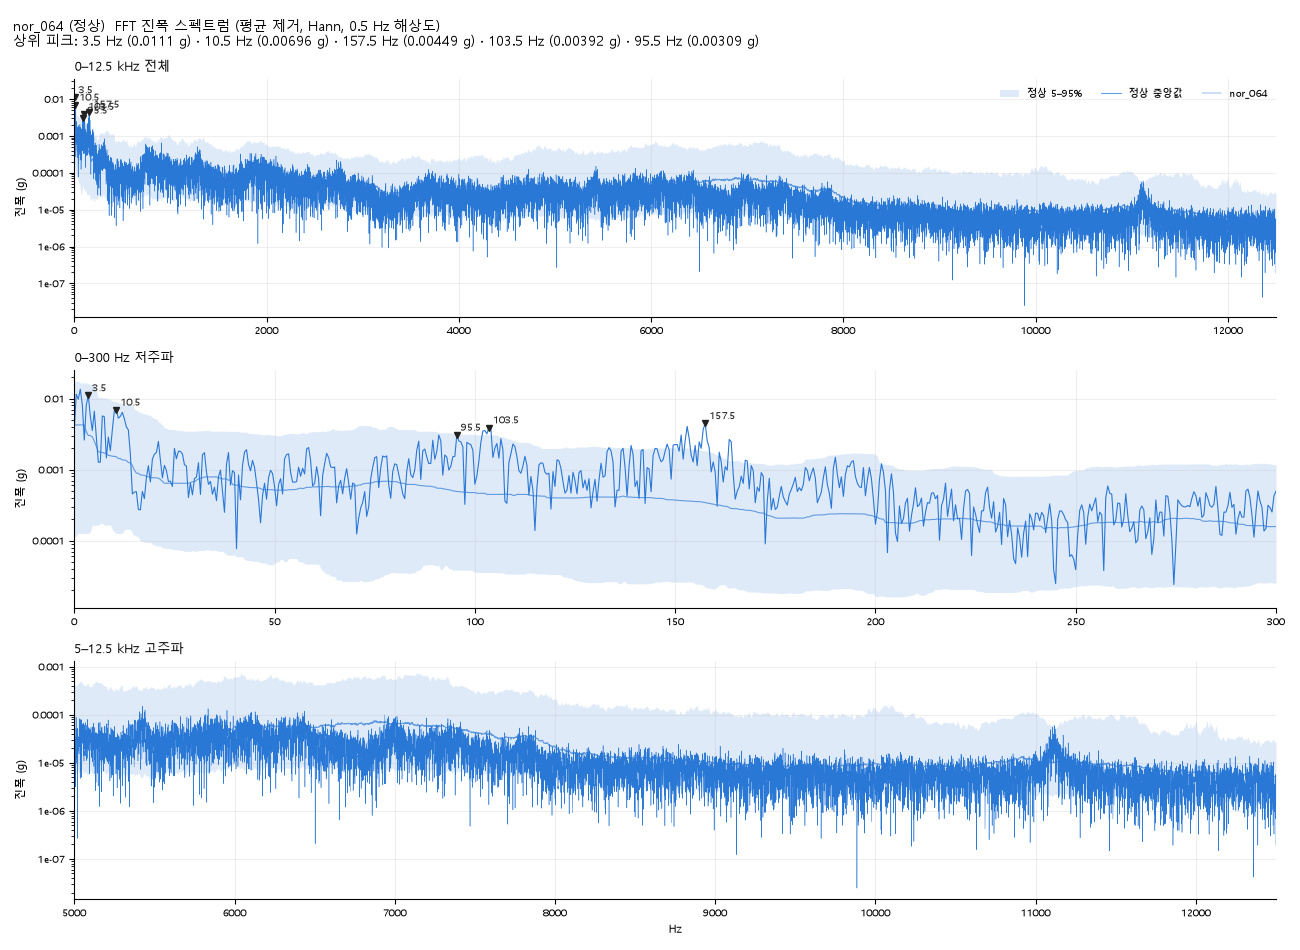 nor_064 (정상)  FFT 진폭 스펙트럼 (평균 제거, Hann, 0.5 Hz 해상도)
상위 피크: 3.5 Hz (0.0111 g) · 10.5 Hz (0.00696 g) · 157.5 Hz (0.00449 g) · 103.5 Hz (0.00392 g) · 95.5 Hz (0.00309 g)
0–12.5 kHz 전체
정상 5–95%
정상 중앙값
nor_064
3.5
10.5
157.5
진폭 (g)
0.01
0.001
0.0001
1e-05
1e-06
1e-07
0 2000 4000 6000 8000 10000 12000
0–300 Hz 저주파
3.5
10.5
95.5
103.5
157.5
진폭 (g)
0.01
0.001
0.0001
0 50 100 150 200 250 300
5–12.5 kHz 고주파
진폭 (g)
0.001
0.0001
1e-05
1e-06
1e-07
5000 6000 7000 8000 9000 10000 11000 12000
Hz